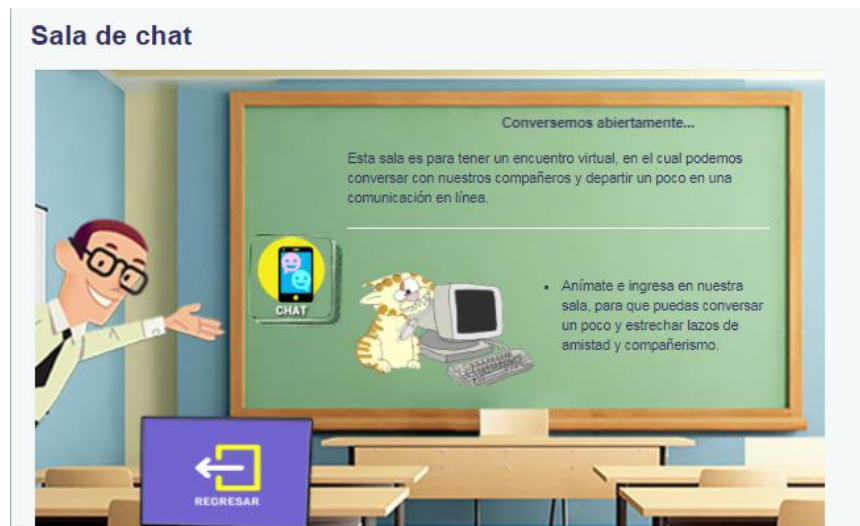 Sala de chat
Conversemos abiertamente...
Esta sala es para tener un encuentro virtual, en el cual podemos
conversar con nuestros compañeros y departir un poco en una
comunicación en línea.
CHAT
• Anímate e ingresa en nuestra
sala, para que puedas conversar
un poco y estrechar lazos de
amistad y compañerismo.
REGRESAR